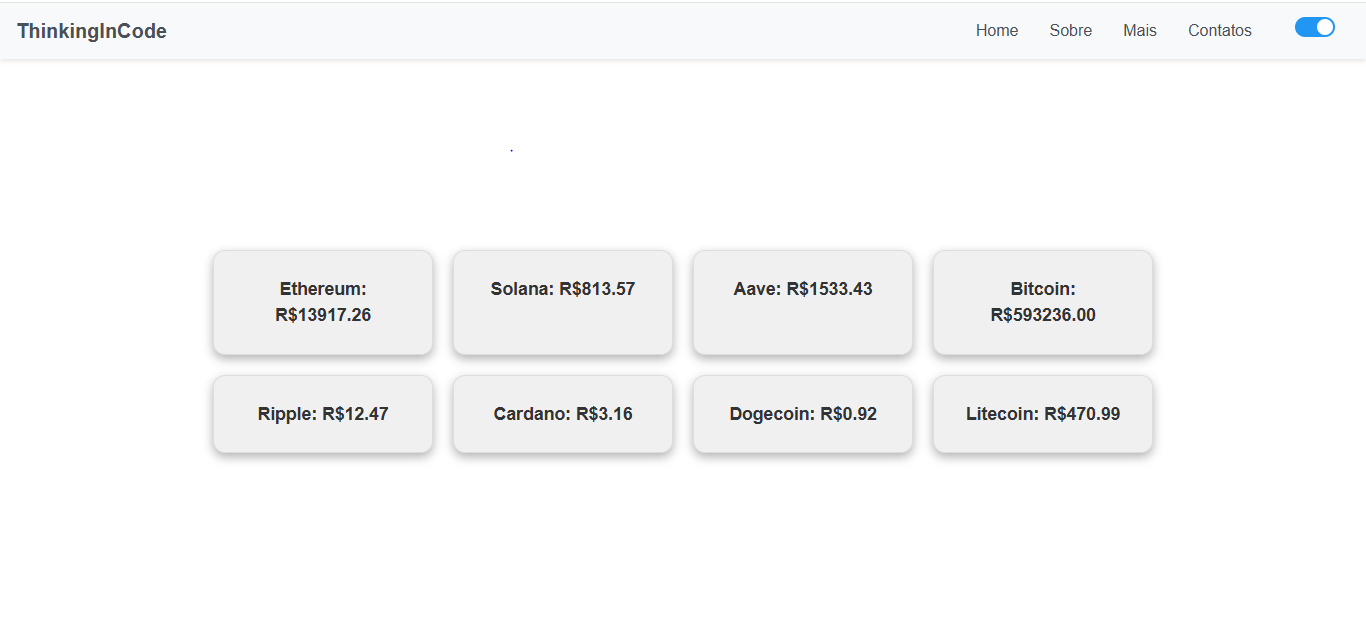 ThinkingInCode
Home Sobre Mais Contatos
Ethereum:
R$13917.26
Solana: R$813.57
Aave: R$1533.43
Bitcoin:
R$593236.00
Ripple: R$12.47
Cardano: R$3.16
Dogecoin: R$0.92
Litecoin: R$470.99